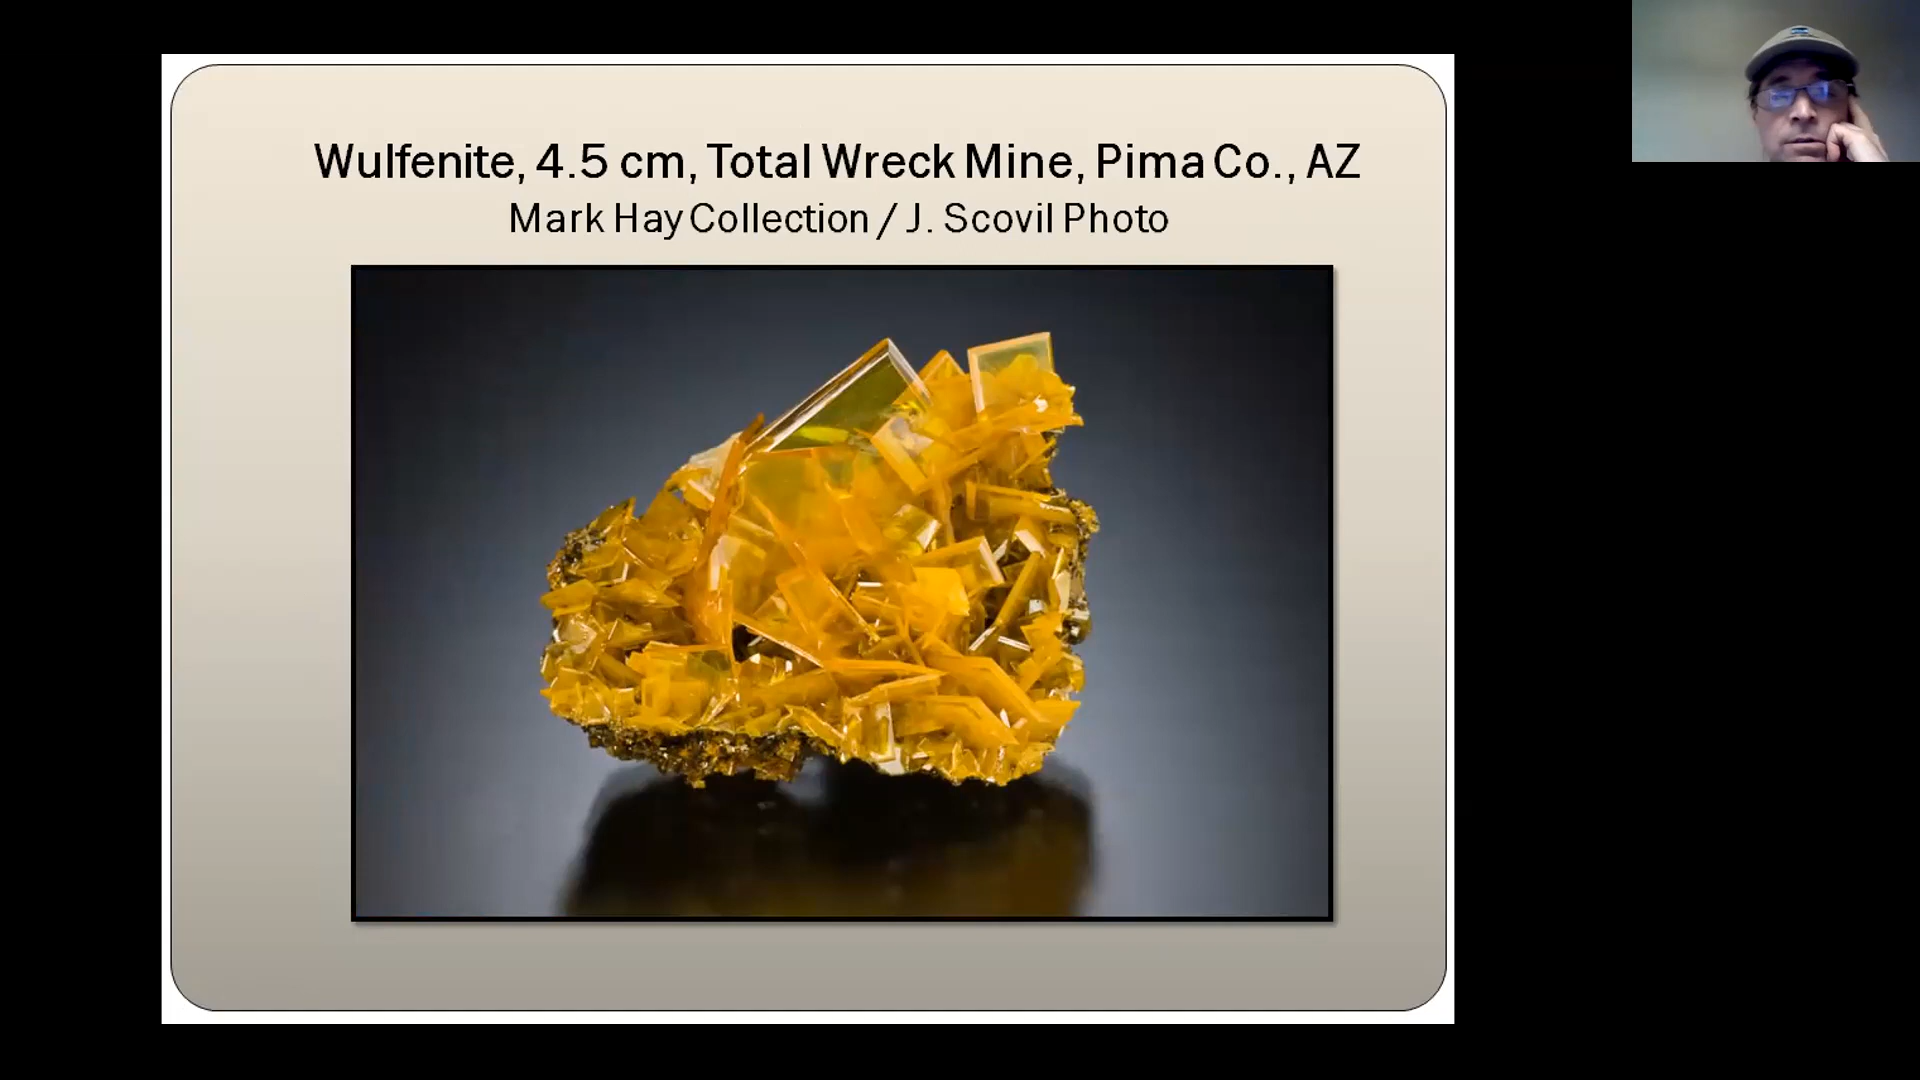 Wulfenite, 4.5 cm, Total Wreck Mine, Pima Co., AZ
Mark Hay Collection / J. Scovil Photo